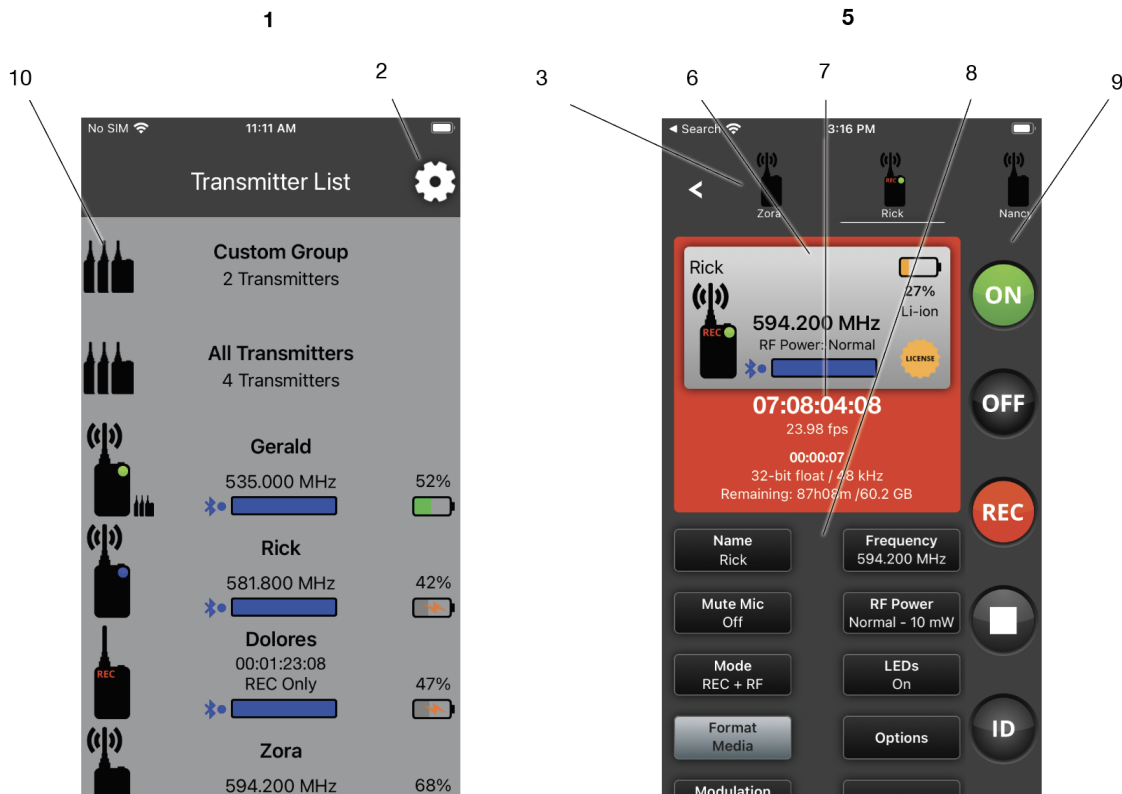 1
5
10
2
3
6
7
8
9
No SIM
11:11 AM
Transmitter List
Custom Group
2 Transmitters
All Transmitters
4 Transmitters
Gerald
535.000 MHz
52%
Rick
581.800 MHz
42%
Dolores
00:01:23:08
REC Only
REC
47%
Zora
594.200 MHz
68%
Search
3:16 PM
REC
Zora
Rick
Nancy
Rick
27%
Li-ion
594.200 MHz
REC
RF Power: Normal
LICENSE
07:08:04:08
23.98 fps
00:00:07
32-bit float / 48 kHz
Remaining: 87h08m /60.2 GB
ON
OFF
REC
ID
Name
Rick
Frequency
594.200 MHz
Mute Mic
Off
RF Power
Normal - 10 mW
Mode
REC + RF
LEDs
On
Format
Media
Options
Modulation